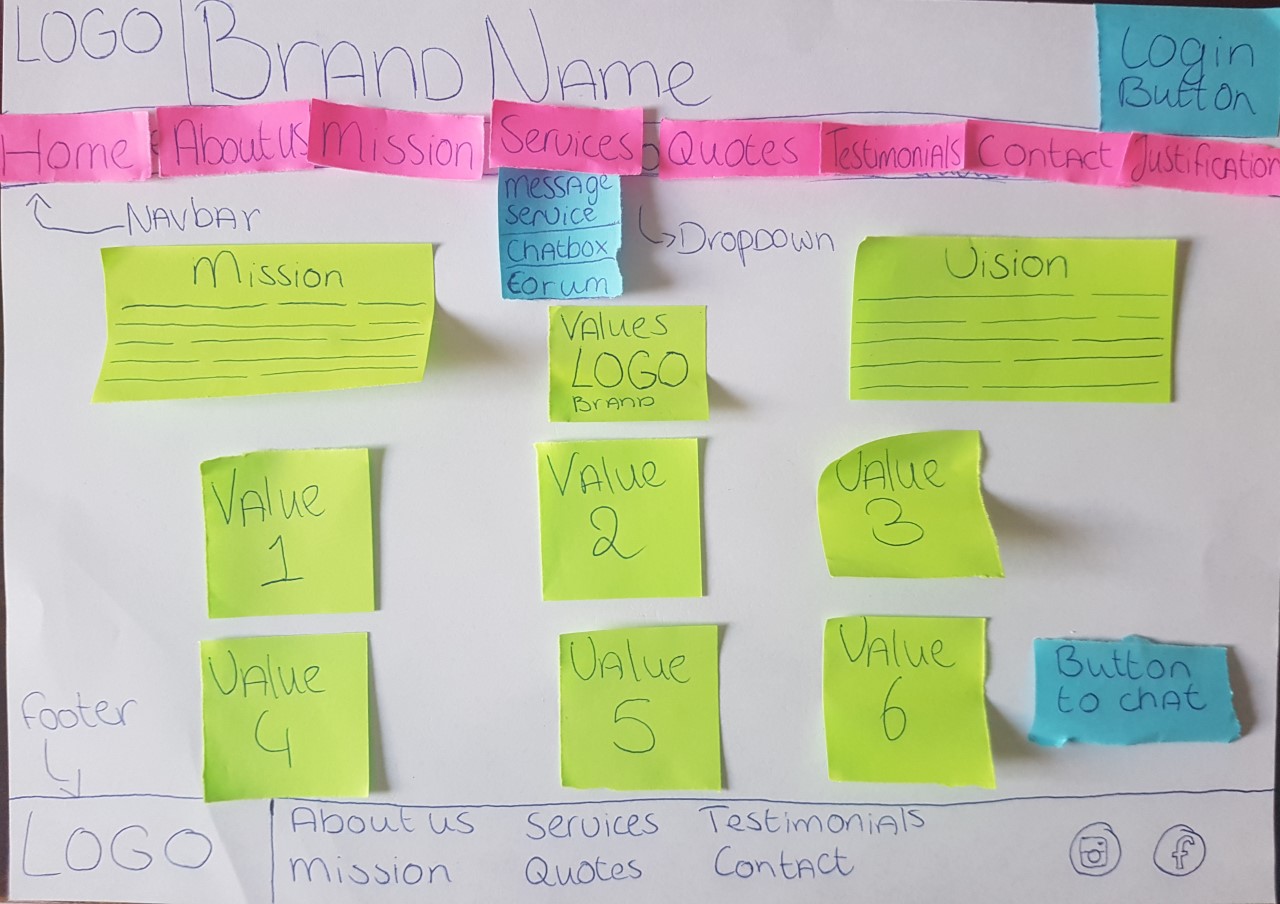 LOGO
Brand Name
Login
Button
Home
About us
Mission
Services
Quotes
Testimonials
Contact
Justification
Navbar
message
service
Chatbox
Forum
Dropdown
Mission
Vision
Values
LOGO
Brand
Value
1
Value
2
Value
3
Value
4
Value
5
Value
6
Button
to chat
Footer
LOGO
About us Services Testimonials
Mission Quotes Contact
f